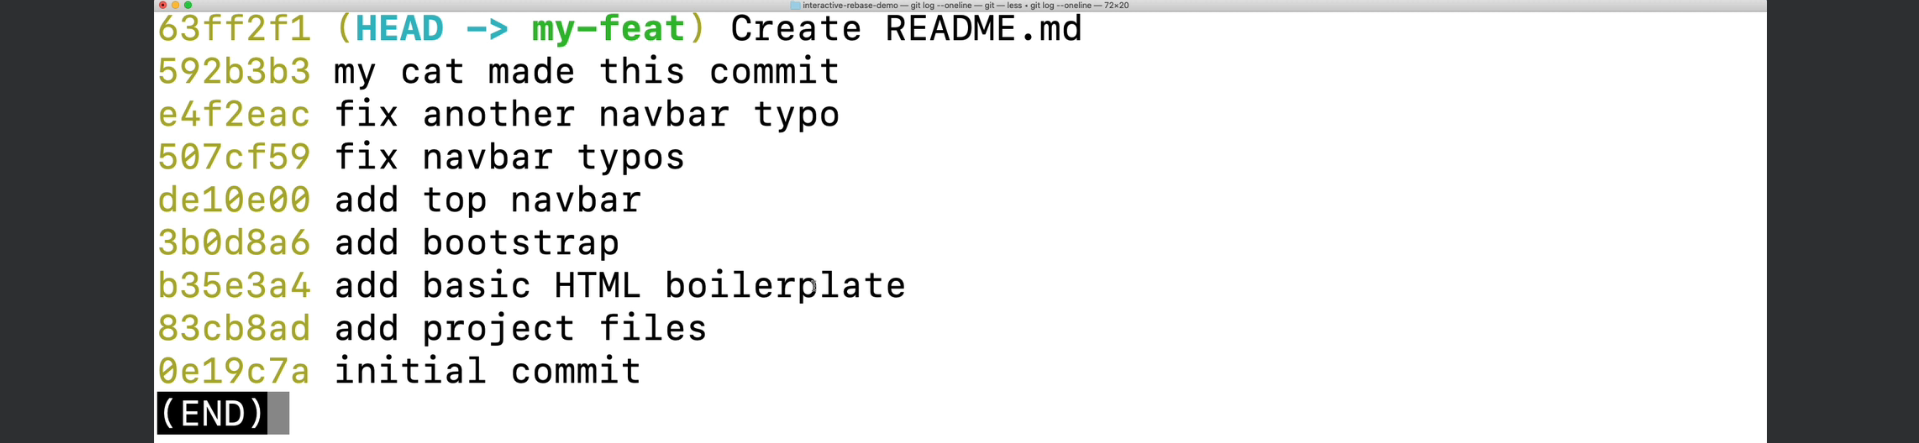 interactive-rebase-demo — git log --oneline — git — less • git log --oneline — 72×20
63ff2f1 (HEAD -> my-feat) Create README.md
592b3b3 my cat made this commit
e4f2eac fix another navbar typo
507cf59 fix navbar typos
de10e00 add top navbar
3b0d8a6 add bootstrap
b35e3a4 add basic HTML boilerplate
83cb8ad add project files
0e19c7a initial commit
(END)